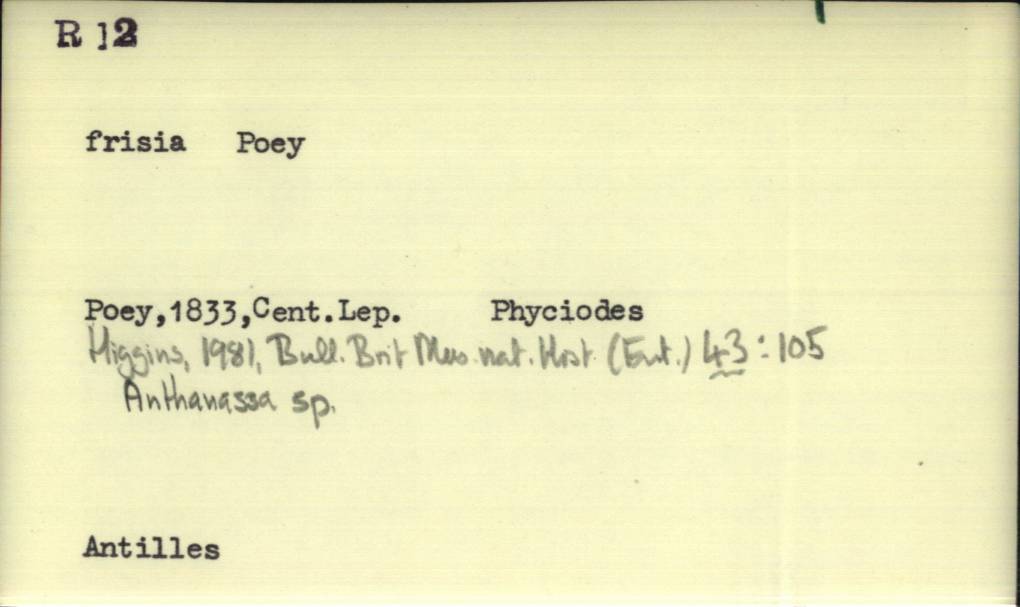 R 12
frisia Poey
Poey,1833,Cent.Lep. Phyciodes
Higgins, 1981, Bull. Brit Mus. nat. Hist (Ent.) 43:105
Anthanassa sp.
Antilles